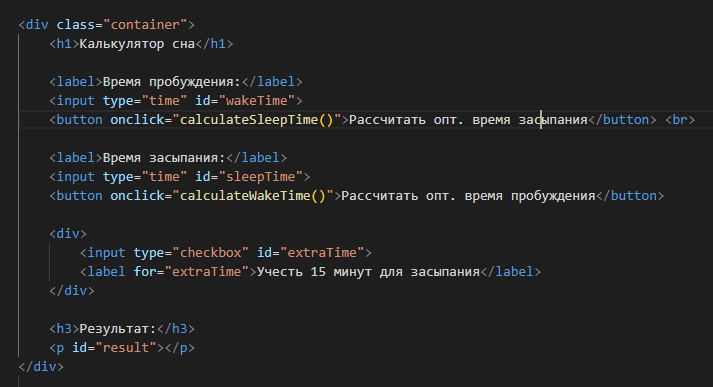 <div class="container">
<h1>Калькулятор сна</h1>
<label>Время пробуждения:</label>
<input type="time" id="wakeTime">
<button onclick="calculateSleepTime()">Рассчитать опт. время засыпания</button> <br>
<label>Время засыпания:</label>
<input type="time" id="sleepTime">
<button onclick="calculateWakeTime()">Рассчитать опт. время пробуждения</button>
<div>
<input type="checkbox" id="extraTime">
<label for="extraTime">Учесть 15 минут для засыпания</label>
</div>
<h3>Результат:</h3>
<p id="result"></p>
</div>